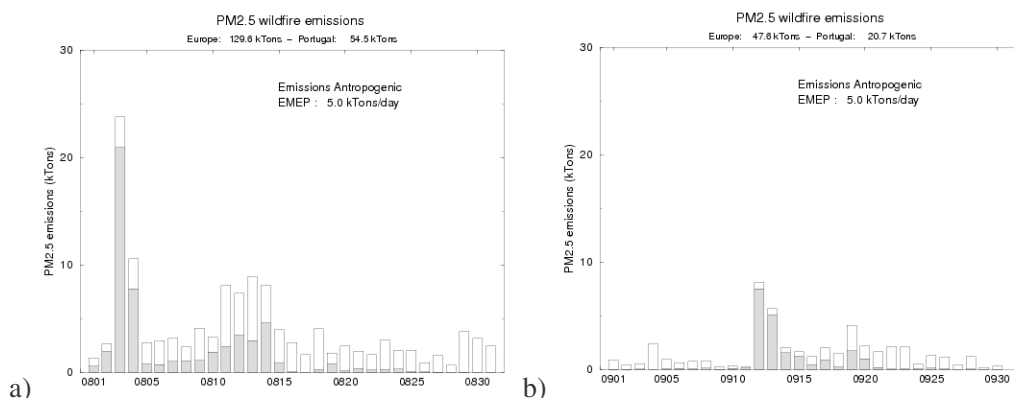 PM2.5 wildfire emissions
Europe: 129.6 kTons – Portugal: 54.5 kTons
30
Emissions Antropogenic
EMEP : 5.0 kTons/day
20
PM2.5 emissions (kTons)
10
0
0801 0805 0810 0815 0820 0825 0830
a)
PM2.5 wildfire emissions
Europe: 47.6 kTons – Portugal: 20.7 kTons
30
Emissions Antropogenic
EMEP : 5.0 kTons/day
20
PM2.5 emissions (kTons)
10
0
0901 0905 0910 0915 0920 0925 0930
b)